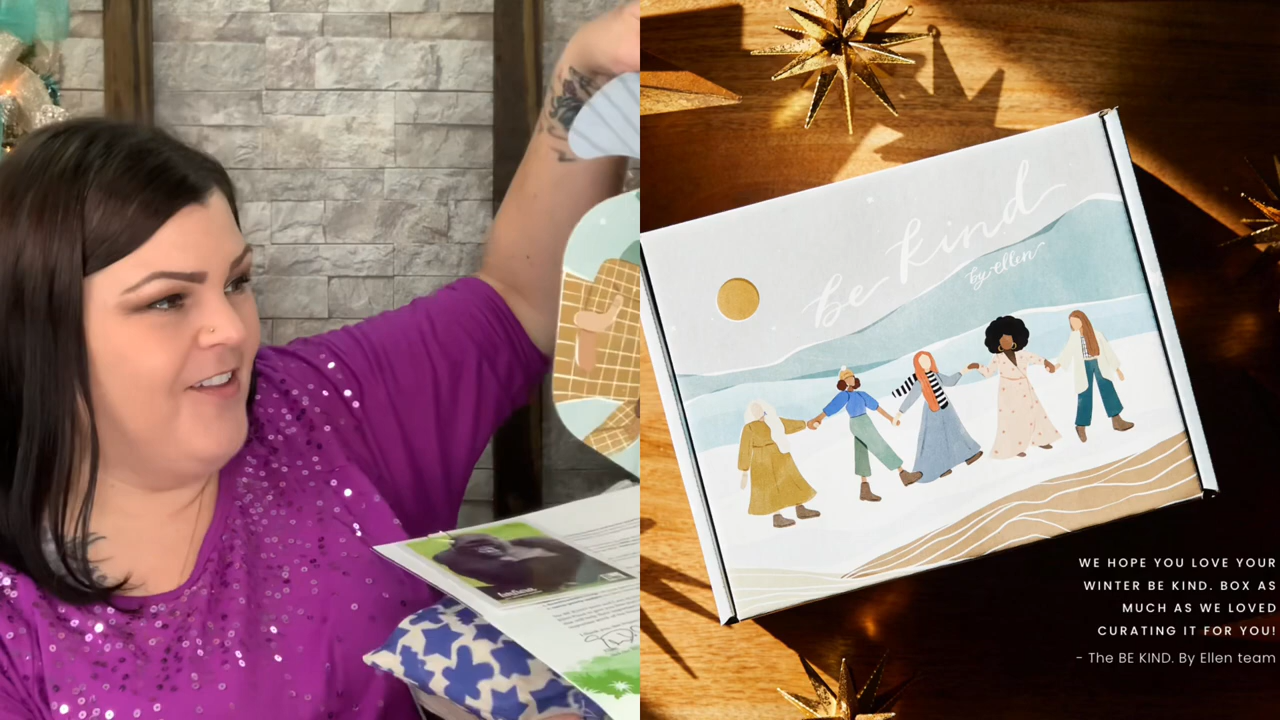 be kind
by ellen
WE HOPE YOU LOVE YOUR
WINTER BE KIND. BOX AS
MUCH AS WE LOVED
CURATING IT FOR YOU!
- The BE KIND. By Ellen team